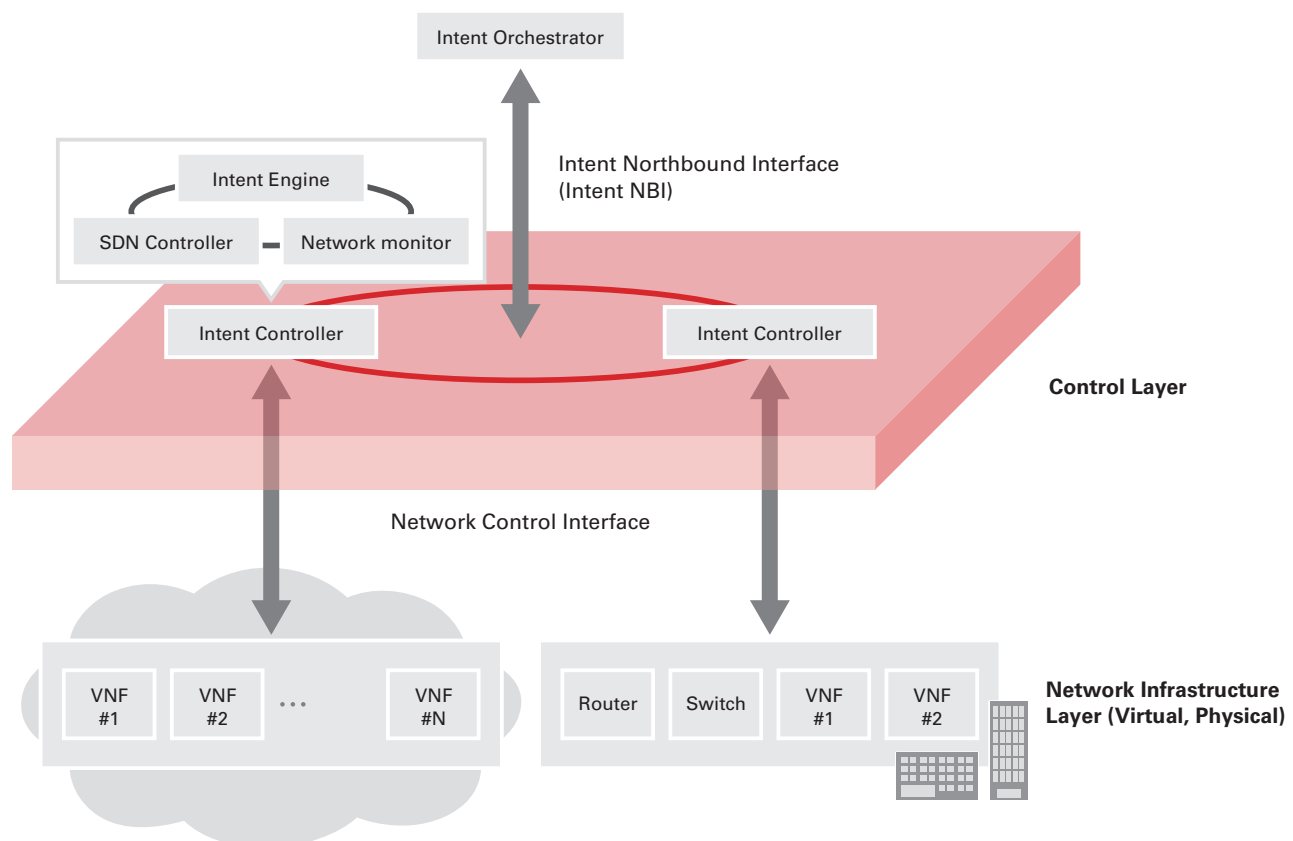 Intent Orchestrator
Intent Northbound Interface
(Intent NBI)
Intent Engine
SDN Controller
Network monitor
Intent Controller
Intent Controller
Control Layer
Network Control Interface
VNF
#1
VNF
#2
...
VNF
#N
Router
Switch
VNF
#1
VNF
#2
Network Infrastructure
Layer (Virtual, Physical)